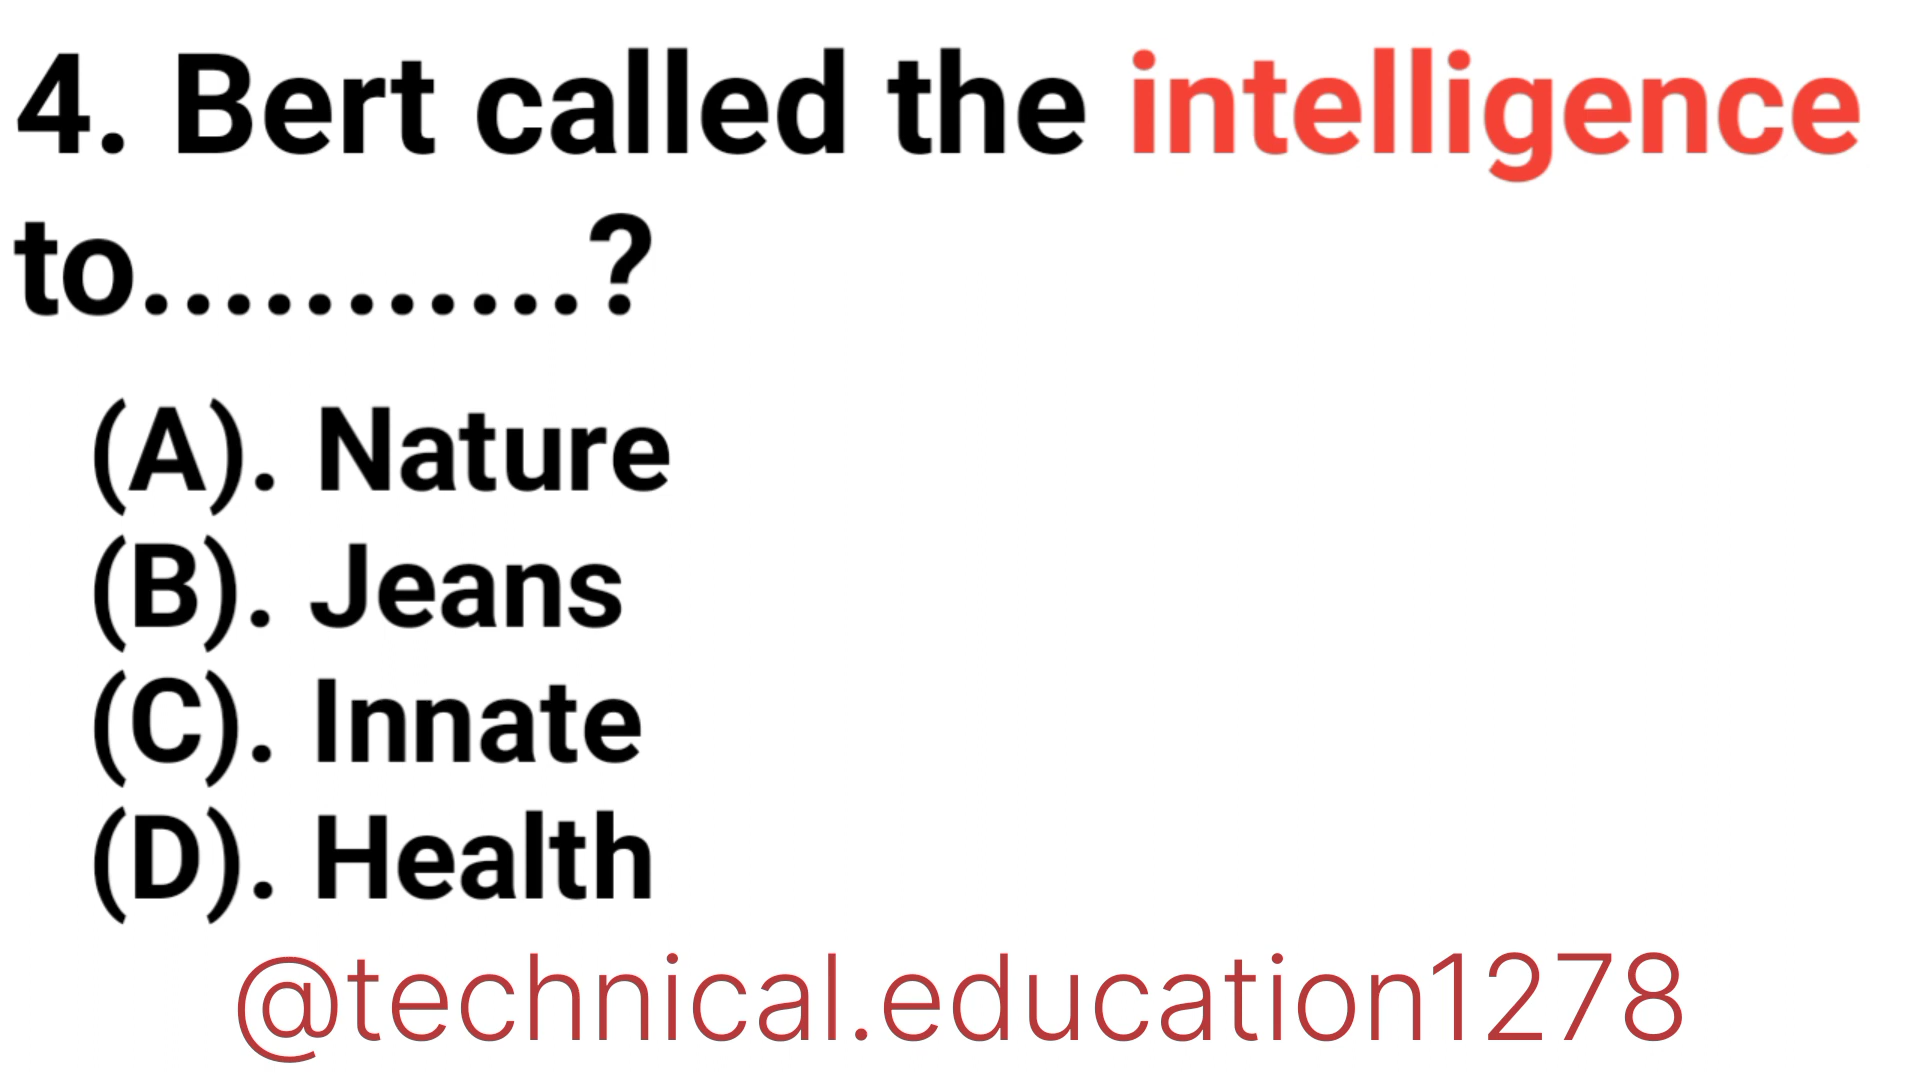 4. Bert called the intelligence
to...........?
(A). Nature
(B). Jeans
(C). Innate
(D). Health
@technical.education1278